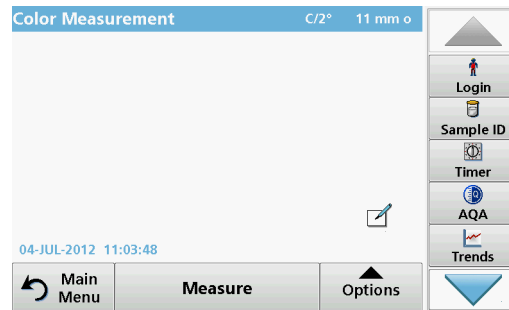 Color Measurement C/2° 11 mm o
Login
Sample ID
Timer
AQA
Trends
04-JUL-2012 11:03:48
Main
Menu
Measure
Options